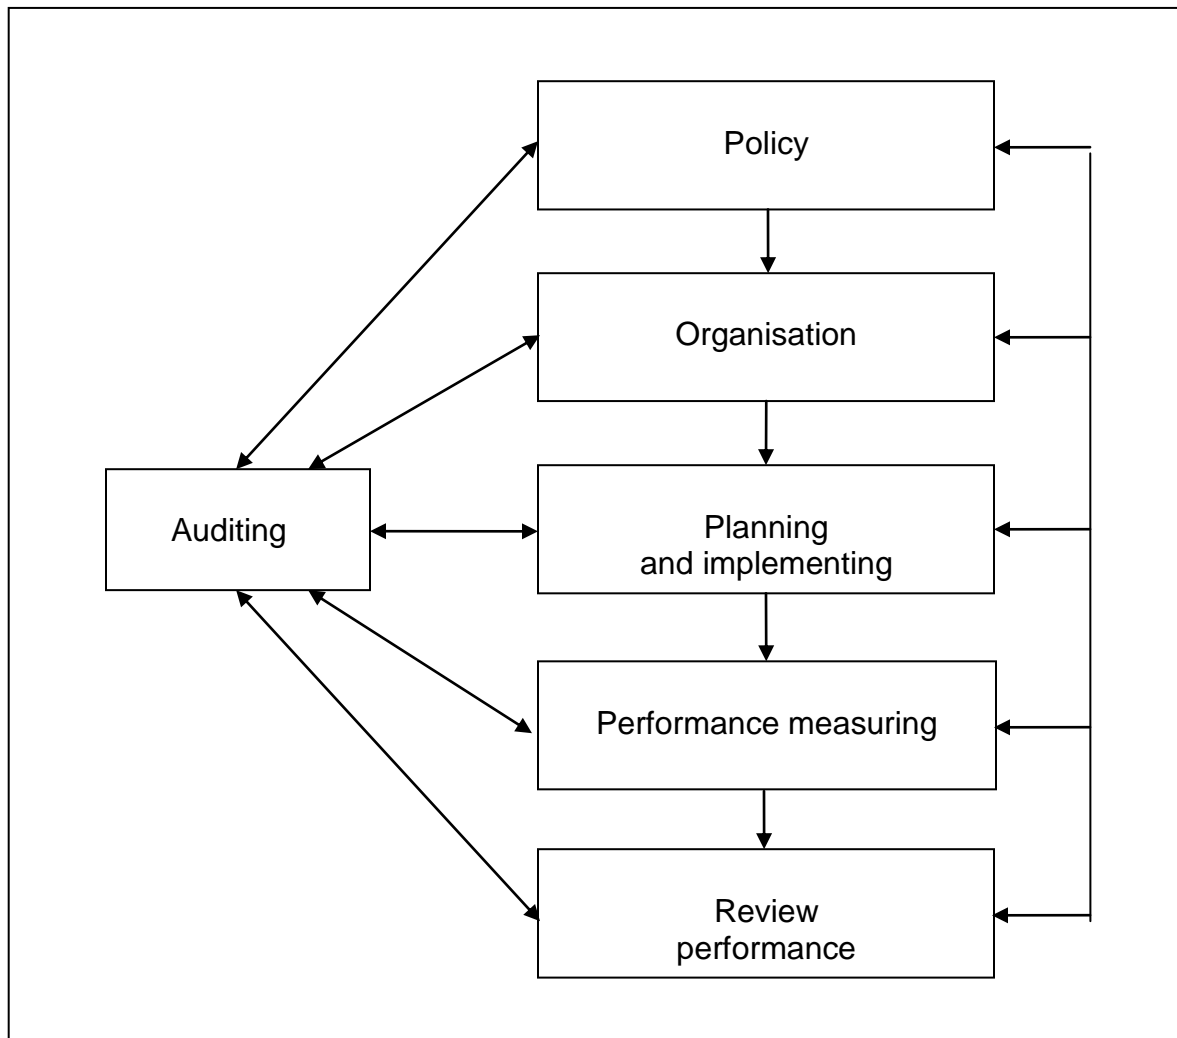 Policy
Organisation
Auditing
Planning
and implementing
Performance measuring
Review
performance